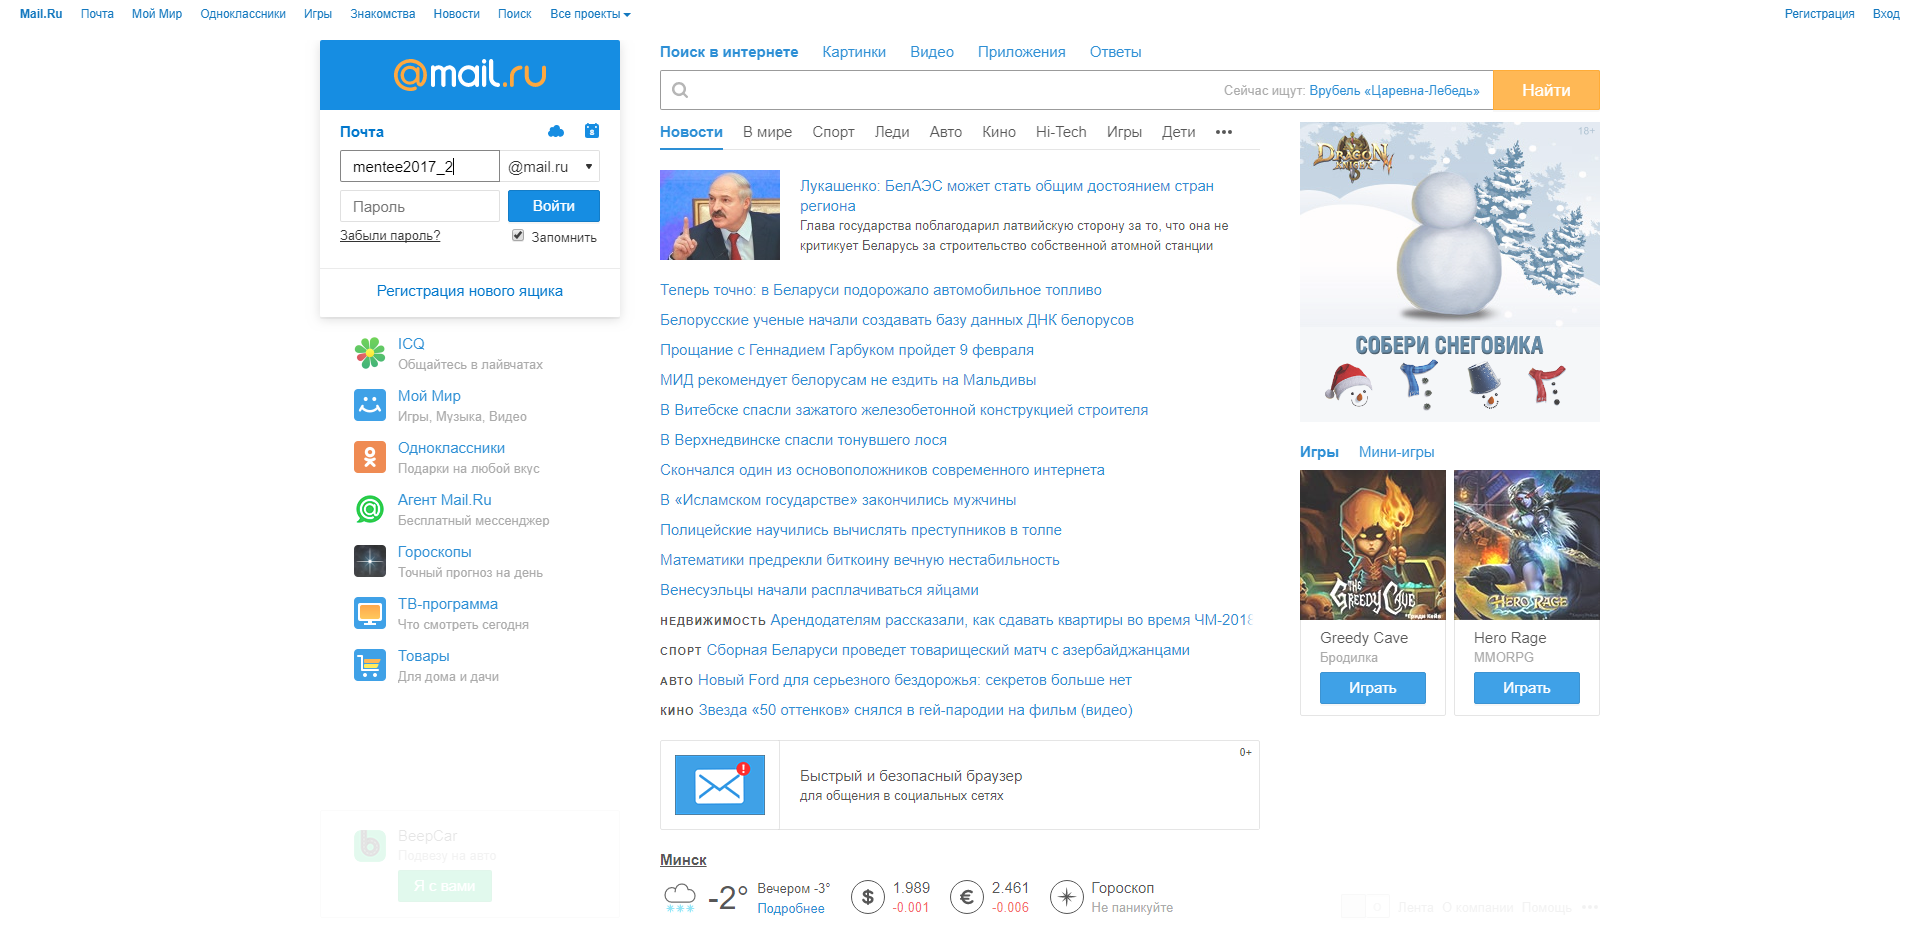 Mail.Ru Почта Мой Мир Одноклассники Игры Знакомства Новости Поиск Все проекты
Регистрация Вход
@mail.ru
Почта
mentee2017_2 @mail.ru
Пароль Войти
Забыли пароль? Запомнить
Регистрация нового ящика
ICQ
Общайтесь в лайвчатах
Мой Мир
Игры, Музыка, Видео
Одноклассники
Подарки на любой вкус
Агент Mail.Ru
Бесплатный мессенджер
Гороскопы
Точный прогноз на день
ТВ-программа
Что смотреть сегодня
Товары
Для дома и дачи
BeepCar
Подвезу на авто
Я с вами
Поиск в интернете Картинки Видео Приложения Ответы
Сейчас ищут: Врубель «Царевна-Лебедь» Найти
Новости В мире Спорт Леди Авто Кино Hi-Tech Игры Дети •••
Лукашенко: БелАЭС может стать общим достоянием стран
региона
Глава государства поблагодарил латвийскую сторону за то, что она не
критикует Беларусь за строительство собственной атомной станции
Теперь точно: в Беларуси подорожало автомобильное топливо
Белорусские ученые начали создавать базу данных ДНК белорусов
Прощание с Геннадием Гарбуком пройдет 9 февраля
МИД рекомендует белорусам не ездить на Мальдивы
В Витебске спасли зажатого железобетонной конструкцией строителя
В Верхнедвинске спасли тонувшего лося
Скончался один из основоположников современного интернета
В «Исламском государстве» закончились мужчины
Полицейские научились вычислять преступников в толпе
Математики предрекли биткоину вечную нестабильность
Венесуэльцы начали расплачиваться яйцами
НЕДВИЖИМОСТЬ Арендодателям рассказали, как сдавать квартиры во время ЧМ-2018
СПОРТ Сборная Беларуси проведет товарищеский матч с азербайджанцами
АВТО Новый Ford для серьезного бездорожья: секретов больше нет
КИНО Звезда «50 оттенков» снялся в гей-пародии на фильм (видео)
0+
Быстрый и безопасный браузер
для общения в социальных сетях
Минск
-2° Вечером -3°
Подробнее
$ 1.989
-0.001
€ 2.461
-0.006
Гороскоп
Не паникуйте
18+
DRAGON KNIGHT
СОБЕРИ СНЕГОВИКА
Игры Мини-игры
THE GREEDY CAVE
HERO RAGE
Greedy Cave
Бродилка
Играть
Hero Rage
MMORPG
Играть
Лента О компании Помощь •••